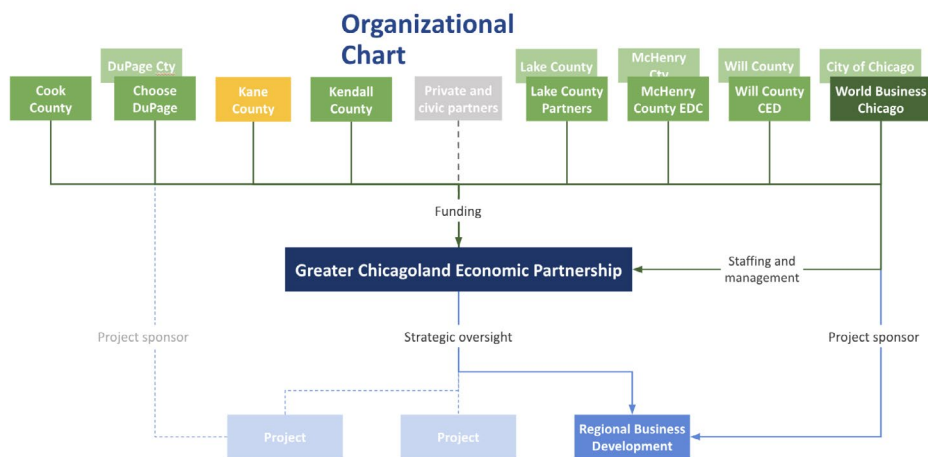 Organizational
Chart
DuPage Cty
Lake County
McHenry
Cty
Will County
City of Chicago
Cook
County
Choose
DuPage
Kane
County
Kendall
County
Private and
civic partners
Lake County
Partners
McHenry
County EDC
Will County
CED
World Business
Chicago
Funding
Greater Chicagoland Economic Partnership
Staffing and
management
Project sponsor
Strategic oversight
Project sponsor
Project
Project
Regional Business
Development